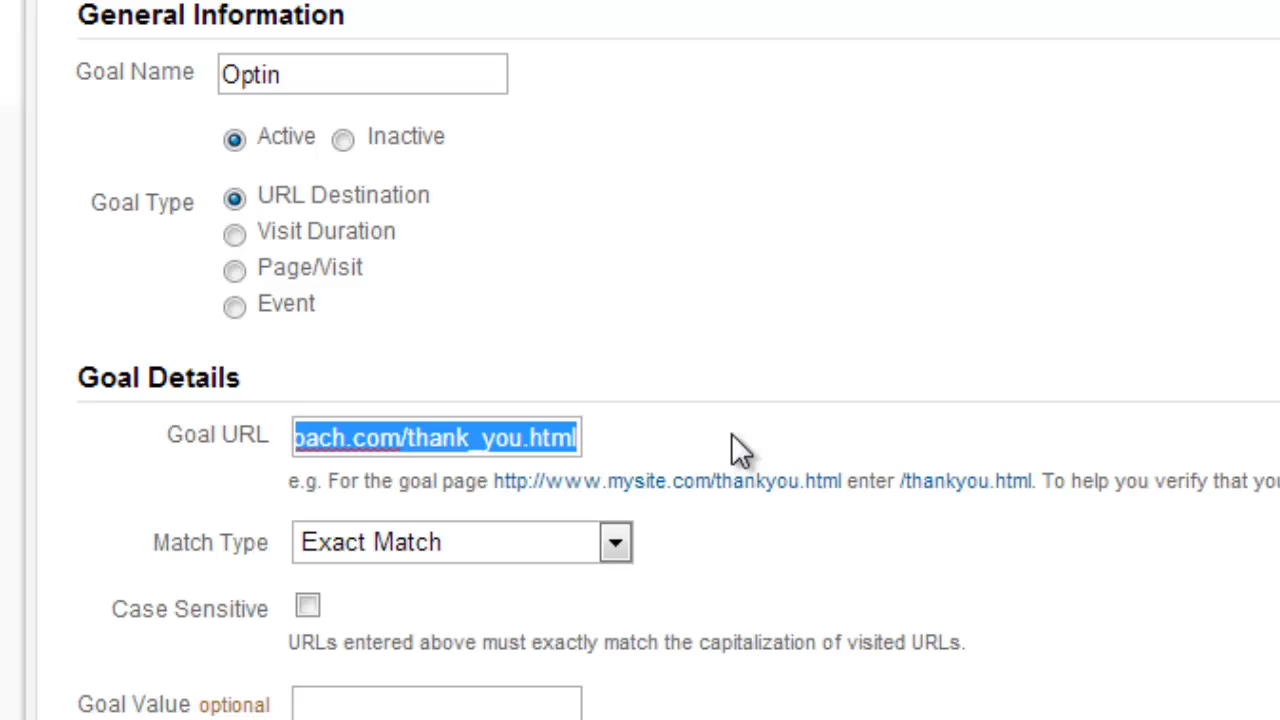 General Information
Goal Name Optin
Active Inactive
Goal Type URL Destination
Visit Duration
Page/Visit
Event
Goal Details
Goal URL oach.com/thank_you.html
e.g. For the goal page http://www.mysite.com/thankyou.html enter /thankyou.html. To help you verify that you
Match Type Exact Match
Case Sensitive
URLs entered above must exactly match the capitalization of visited URLs.
Goal Value optional